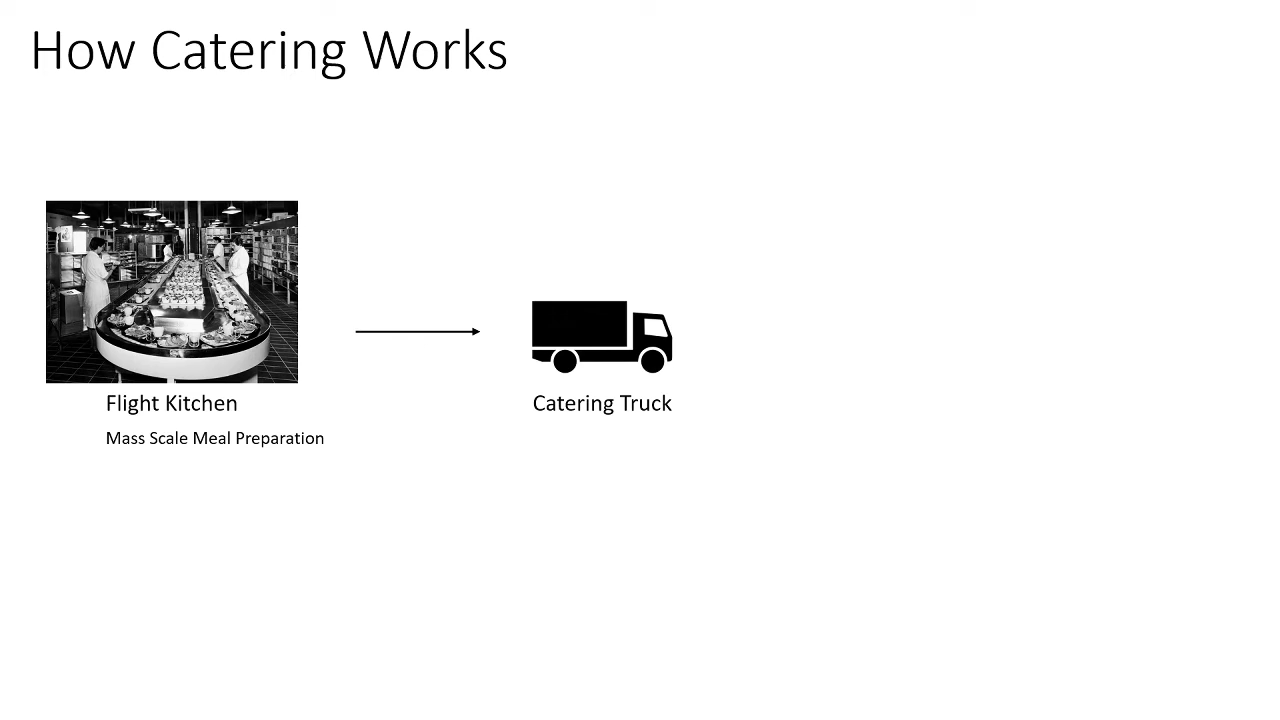 How Catering Works
Flight Kitchen
Mass Scale Meal Preparation
Catering Truck